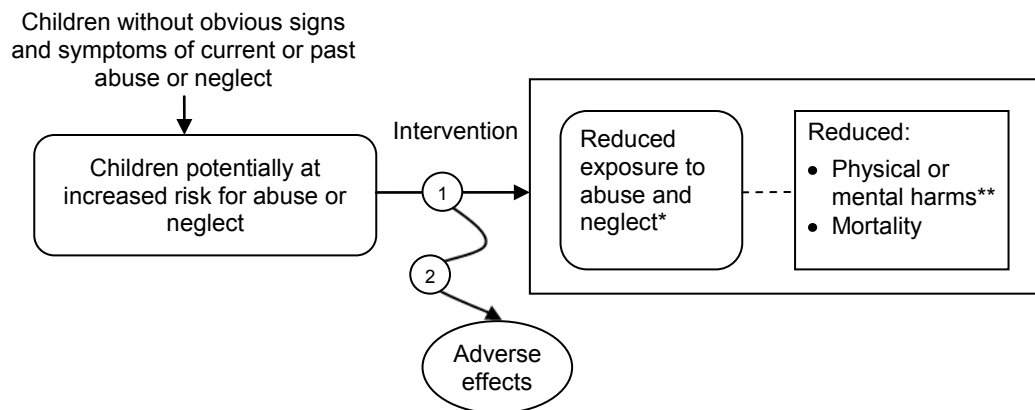 Children without obvious signs
and symptoms of current or past
abuse or neglect
Children potentially at
increased risk for abuse or
neglect
Intervention
1
2
Adverse
effects
Reduced
exposure to
abuse and
neglect*
Reduced:
● Physical or
mental harms**
● Mortality